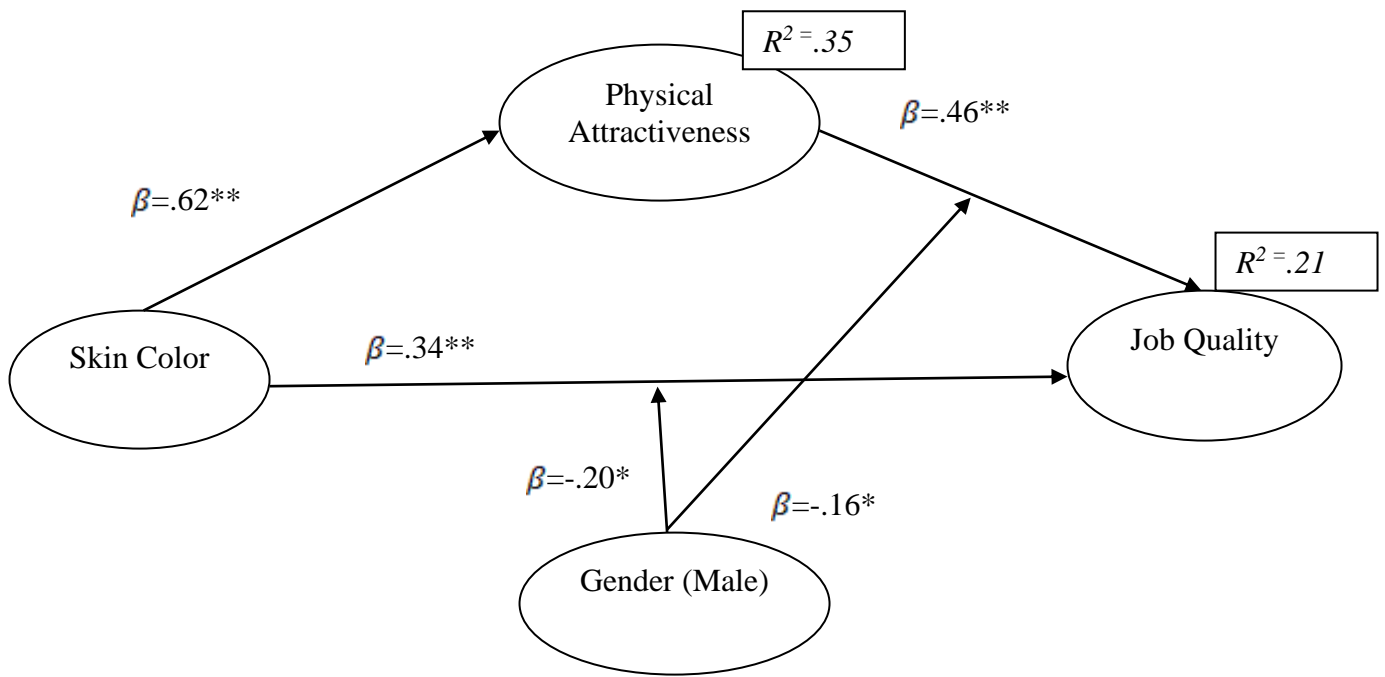 R² =.35
Physical
Attractiveness
β=.46**
β=.62**
R² =.21
Skin Color
β=.34**
Job Quality
β=-.20*
β=-.16*
Gender (Male)